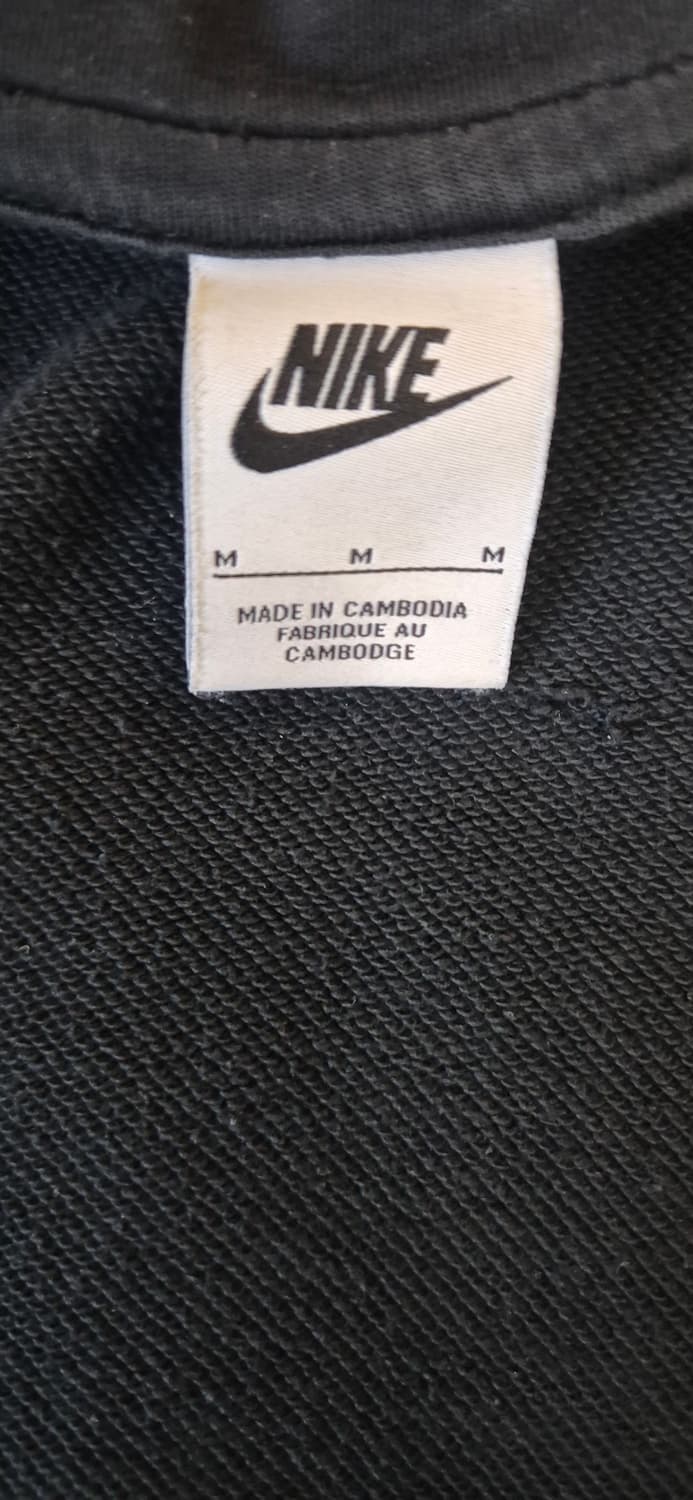 NIKE
M M M
MADE IN CAMBODIA
FABRIQUE AU
CAMBODGE